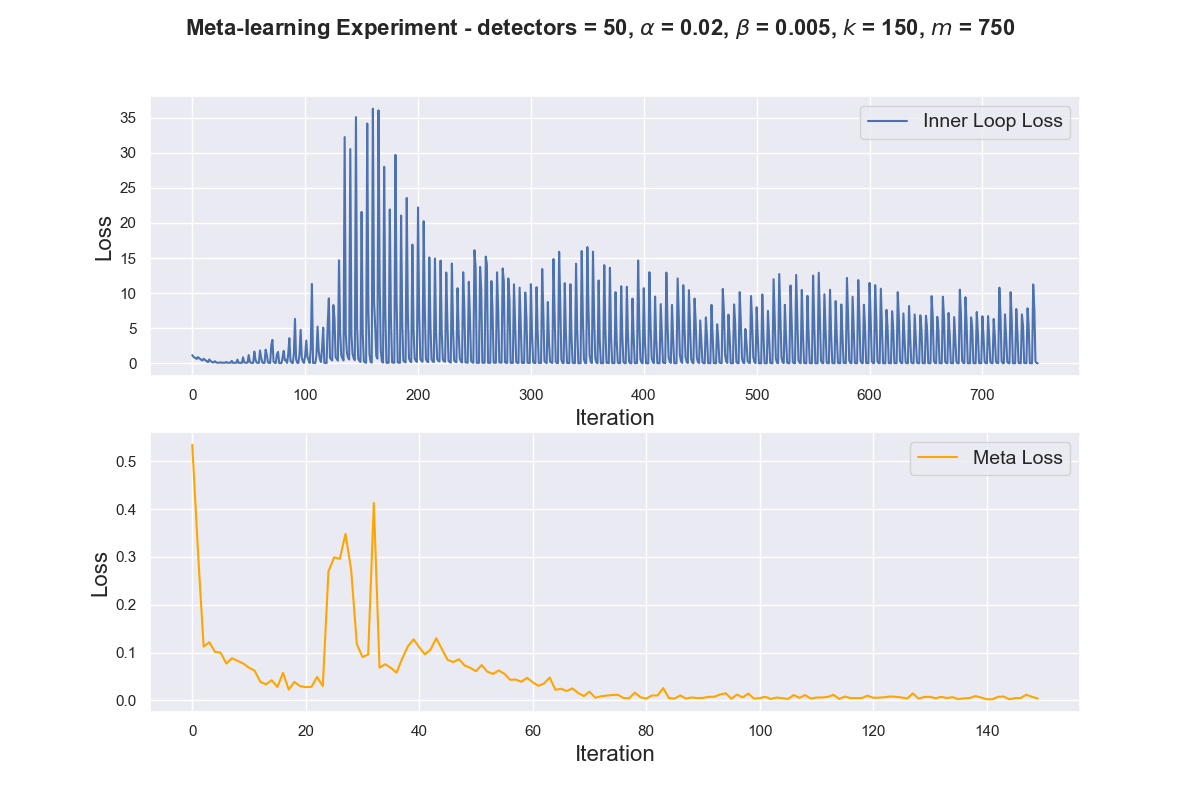 Meta-learning Experiment - detectors = 50, α = 0.02, β = 0.005, k = 150, m = 750
Inner Loop Loss
Loss
35
30
25
20
15
10
5
0
0 100 200 300 400 500 600 700
Iteration
Meta Loss
Loss
0.5
0.4
0.3
0.2
0.1
0.0
0 20 40 60 80 100 120 140
Iteration